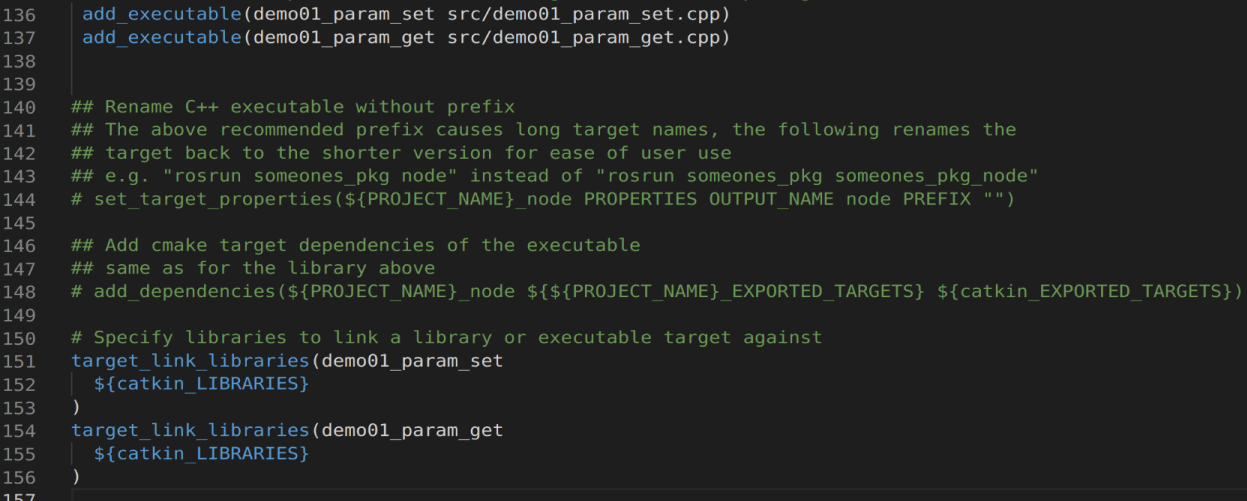 136 add_executable(demo01_param_set src/demo01_param_set.cpp)
137 add_executable(demo01_param_get src/demo01_param_get.cpp)
138
139
140 ## Rename C++ executable without prefix
141 ## The above recommended prefix causes long target names, the following renames the
142 ## target back to the shorter version for ease of user use
143 ## e.g. "rosrun someones_pkg node" instead of "rosrun someones_pkg someones_pkg_node"
144 # set_target_properties(${PROJECT_NAME}_node PROPERTIES OUTPUT_NAME node PREFIX "")
145
146 ## Add cmake target dependencies of the executable
147 ## same as for the library above
148 # add_dependencies(${PROJECT_NAME}_node ${${PROJECT_NAME}_EXPORTED_TARGETS} ${catkin_EXPORTED_TARGETS})
149
150 # Specify libraries to link a library or executable target against
151 target_link_libraries(demo01_param_set
152 ${catkin_LIBRARIES}
153 )
154 target_link_libraries(demo01_param_get
155 ${catkin_LIBRARIES}
156 )
157